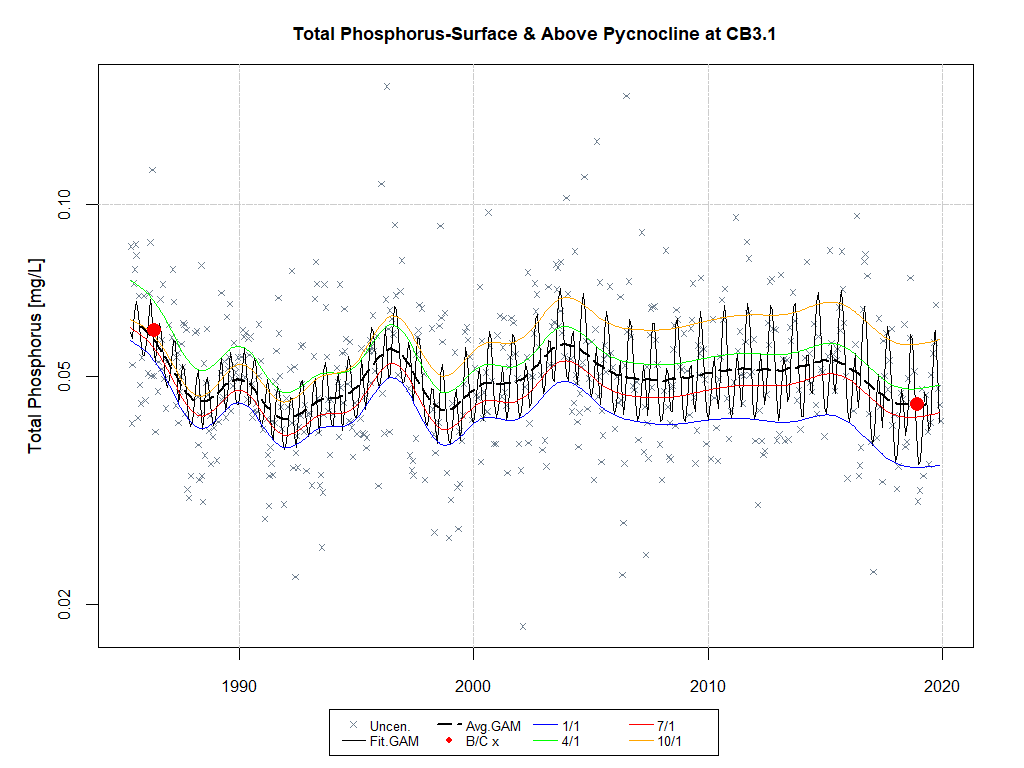 Total Phosphorus-Surface & Above Pycnocline at CB3.1
Total Phosphorus [mg/L]
0.10
0.05
0.02
1990 2000 2010 2020
Uncen. Avg.GAM 1/1 7/1
Fit.GAM B/C x 4/1 10/1